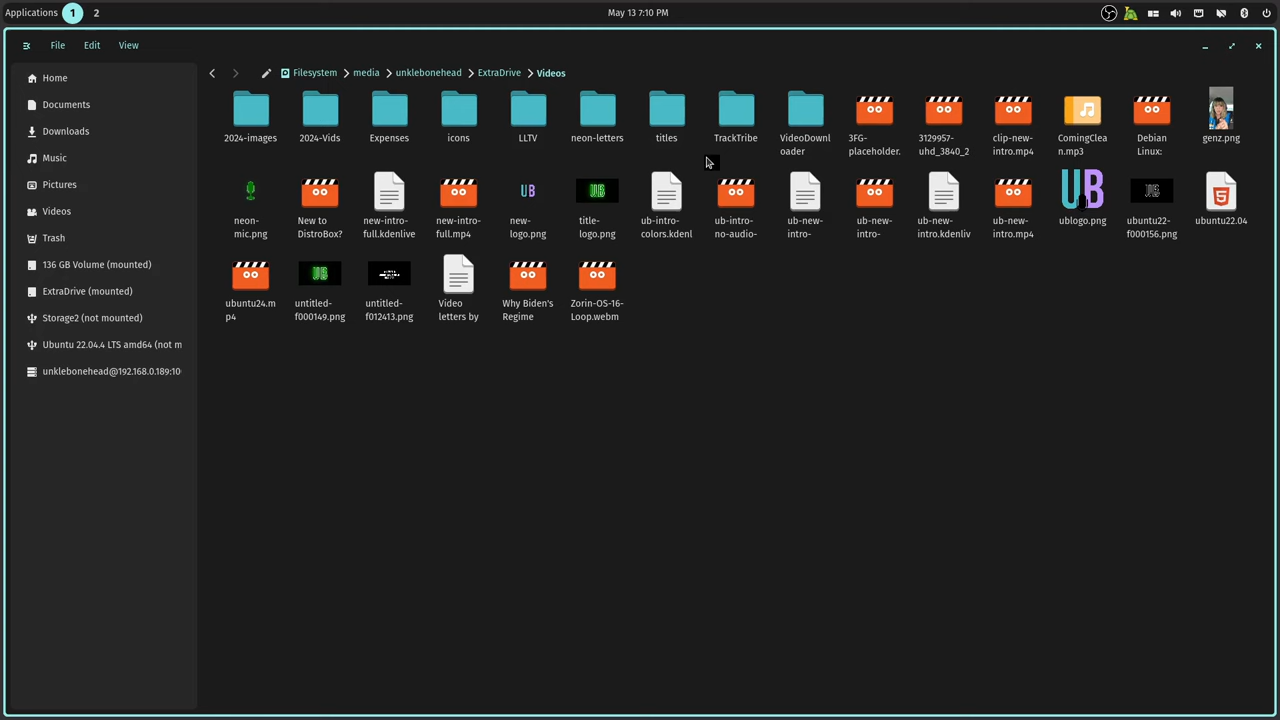 Applications 1 2 May 13 7:10 PM
File Edit View
Filesystem media unklebonehead ExtraDrive Videos
Home
Documents
Downloads
Music
Pictures
Videos
Trash
136 GB Volume (mounted)
ExtraDrive (mounted)
Storage2 (not mounted)
Ubuntu 22.04.4 LTS amd64 (not m
unklebonehead@192.168.0.189:10
2024-images 2024-Vids Expenses icons LLTV neon-letters titles TrackTribe VideoDownl 3FG- 3129957- clip-new- ComingClea Debian genz.png
oader placeholder. uhd_3840_2 intro.mp4 n.mp3 Linux:
UB UB UB UB
neon- New to new-intro- new-intro- new- title- ub-intro- ub-intro- ub-new- ub-new- ub-new- ub-new- ublogo.png ubuntu22- ubuntu22.04
mic.png DistroBox? full.kdenlive full.mp4 logo.png logo.png colors.kdenl no-audio- intro- intro- intro.kdenliv intro.mp4 f000156.png
UB
ubuntu24.m untitled- untitled- Video Why Biden's Zorin-OS-16-
p4 f000149.png f012413.png letters by Regime Loop.webm